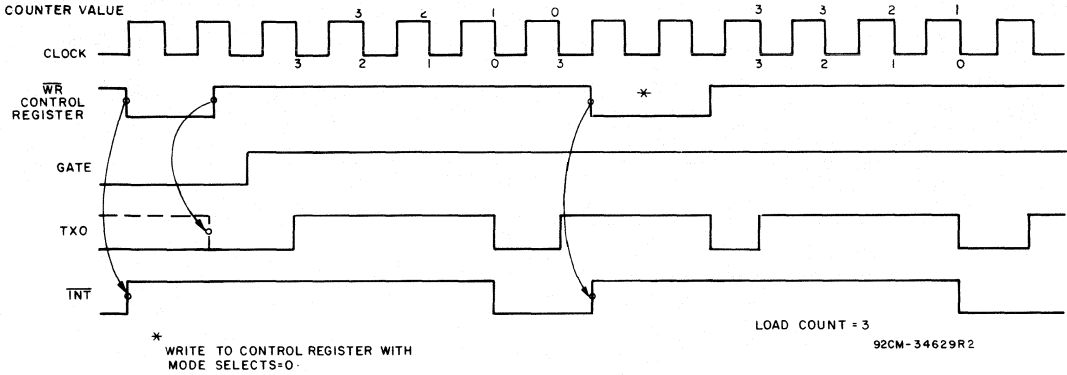 COUNTER VALUE
3 2 1 0 3 3 2 1
CLOCK
3 2 1 0 3 3 2 1 0
WR
CONTROL
REGISTER
*
GATE
TXO
INT
*
WRITE TO CONTROL REGISTER WITH
MODE SELECTS=0.
LOAD COUNT = 3
92CM-34629R2